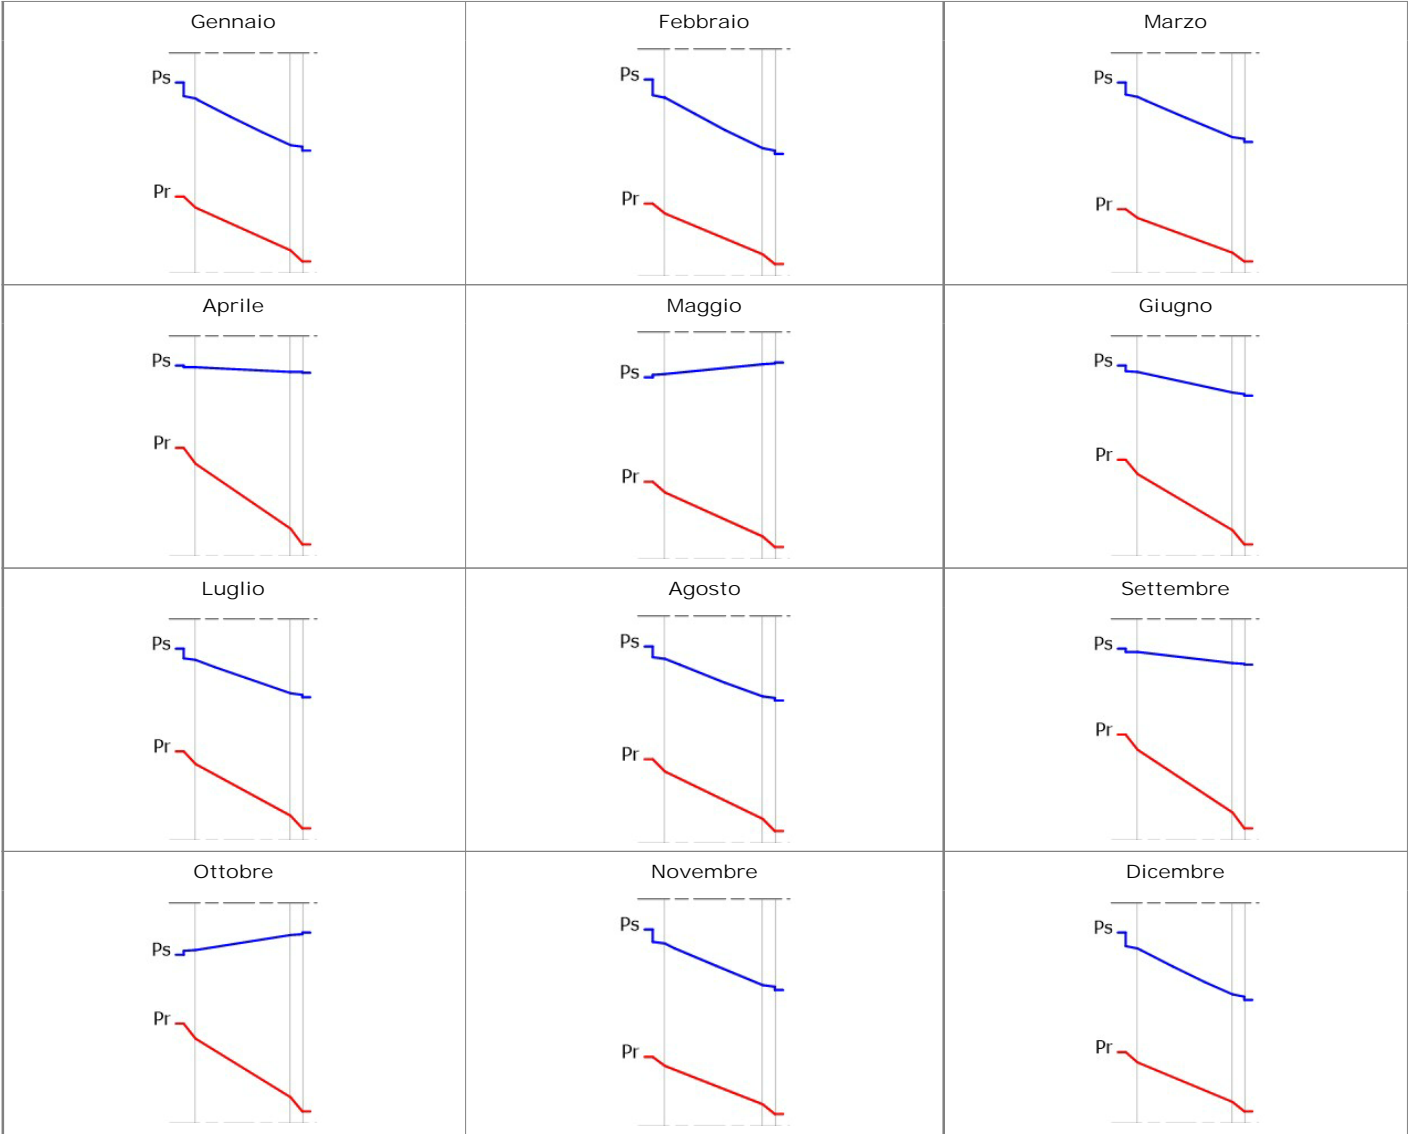 Gennaio Febbraio Marzo
Ps Ps Ps
Pr Pr Pr
Aprile Maggio Giugno
Ps Ps Ps
Pr Pr Pr
Luglio Agosto Settembre
Ps Ps Ps
Pr Pr Pr
Ottobre Novembre Dicembre
Ps Ps Ps
Pr Pr Pr